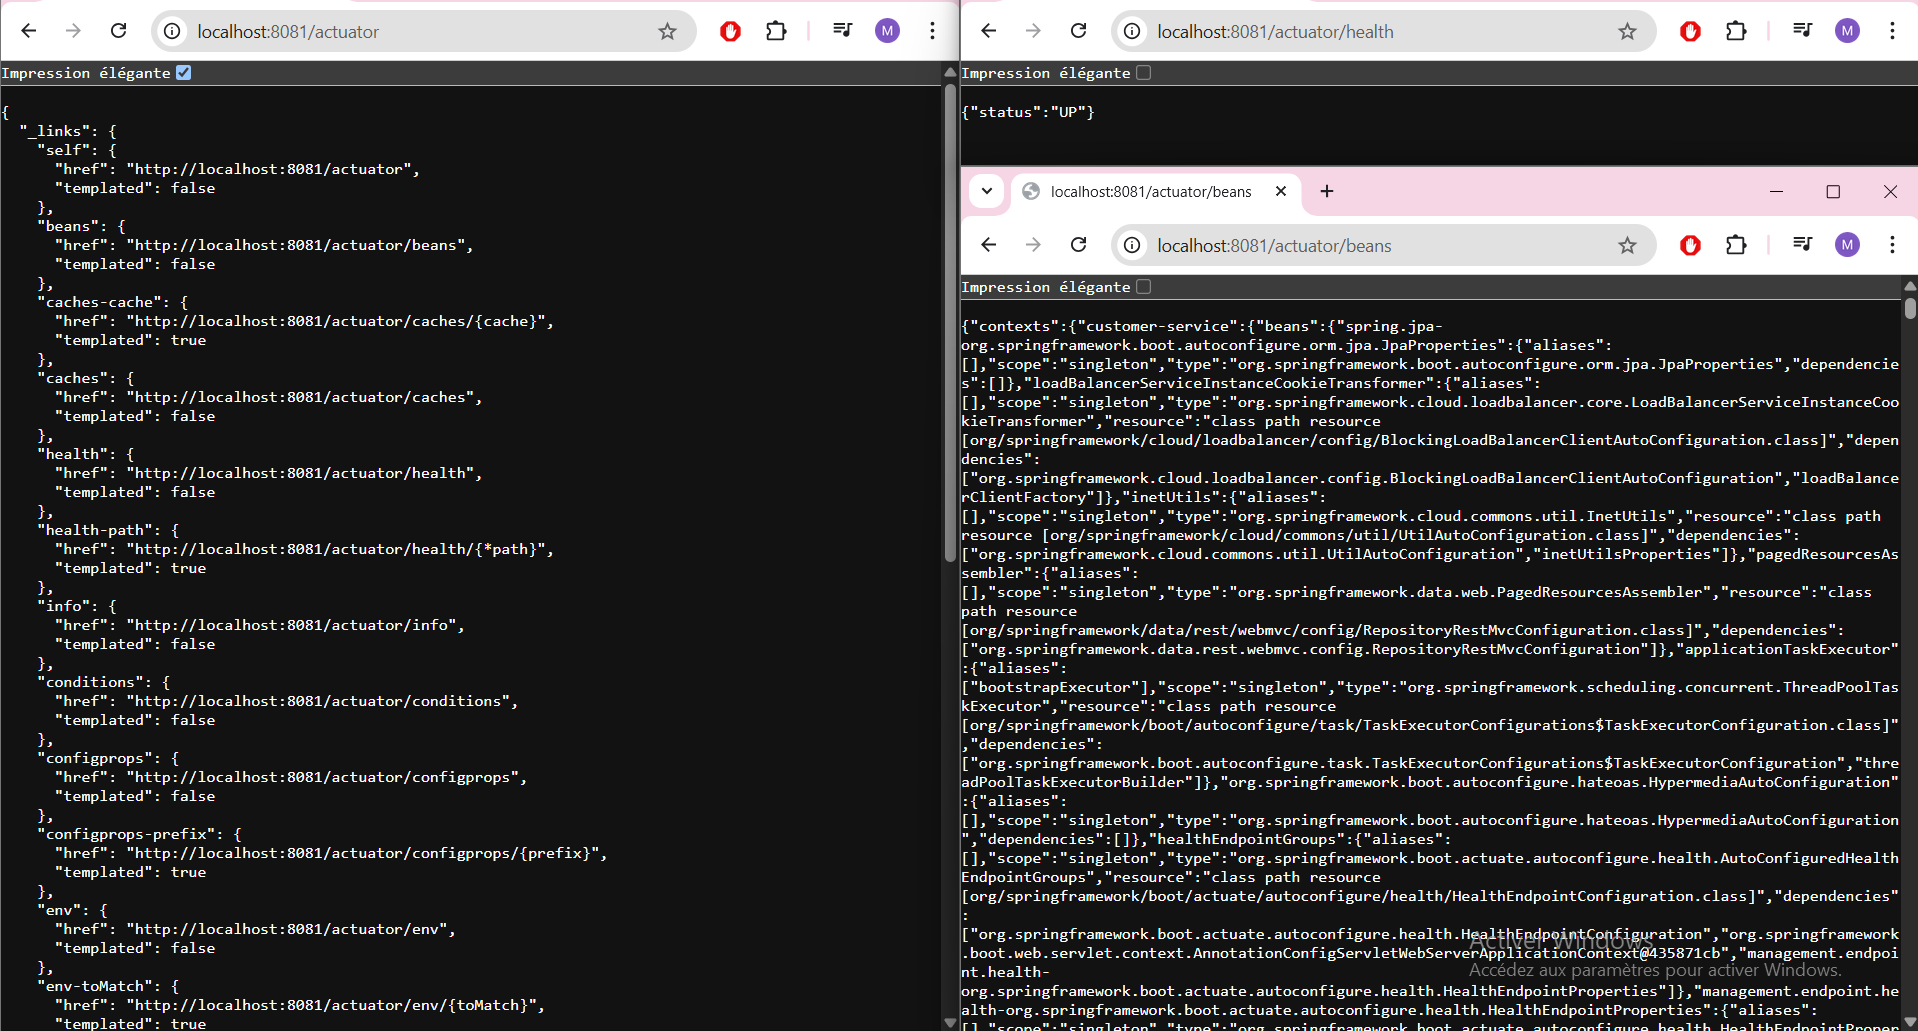 localhost:8081/actuator
M
Impression élégante
{
"_links": {
"self": {
"href": "http://localhost:8081/actuator",
"templated": false
},
"beans": {
"href": "http://localhost:8081/actuator/beans",
"templated": false
},
"caches-cache": {
"href": "http://localhost:8081/actuator/caches/{cache}",
"templated": true
},
"caches": {
"href": "http://localhost:8081/actuator/caches",
"templated": false
},
"health": {
"href": "http://localhost:8081/actuator/health",
"templated": false
},
"health-path": {
"href": "http://localhost:8081/actuator/health/{*path}",
"templated": true
},
"info": {
"href": "http://localhost:8081/actuator/info",
"templated": false
},
"conditions": {
"href": "http://localhost:8081/actuator/conditions",
"templated": false
},
"configprops": {
"href": "http://localhost:8081/actuator/configprops",
"templated": false
},
"configprops-prefix": {
"href": "http://localhost:8081/actuator/configprops/{prefix}",
"templated": true
},
"env": {
"href": "http://localhost:8081/actuator/env",
"templated": false
},
"env-toMatch": {
"href": "http://localhost:8081/actuator/env/{toMatch}",
"templated": true
localhost:8081/actuator/health
M
Impression élégante
{"status":"UP"}
localhost:8081/actuator/beans
localhost:8081/actuator/beans
M
Impression élégante
{"contexts":{"customer-service":{"beans":{"spring.jpa-
org.springframework.boot.autoconfigure.orm.jpa.JpaProperties":{"aliases":
[],"scope":"singleton","type":"org.springframework.boot.autoconfigure.orm.jpa.JpaProperties","dependencie
s":[]},"loadBalancerServiceInstanceCookieTransformer":{"aliases":
[],"scope":"singleton","type":"org.springframework.cloud.loadbalancer.core.LoadBalancerServiceInstanceCoo
kieTransformer","resource":"class path resource
[org/springframework/cloud/loadbalancer/config/BlockingLoadBalancerClientAutoConfiguration.class]","depen
dencies":
["org.springframework.cloud.loadbalancer.config.BlockingLoadBalancerClientAutoConfiguration","loadBalance
rClientFactory"]},"inetUtils":{"aliases":
[],"scope":"singleton","type":"org.springframework.cloud.commons.util.InetUtils","resource":"class path
resource [org/springframework/cloud/commons/util/UtilAutoConfiguration.class]","dependencies":
["org.springframework.cloud.commons.util.UtilAutoConfiguration","inetUtilsProperties"]},"pagedResourcesAs
sembler":{"aliases":
[],"scope":"singleton","type":"org.springframework.data.web.PagedResourcesAssembler","resource":"class
path resource
[org/springframework/data/rest/webmvc/config/RepositoryRestMvcConfiguration.class]","dependencies":
["org.springframework.data.rest.webmvc.config.RepositoryRestMvcConfiguration"]},"applicationTaskExecutor"
:{"aliases":
["bootstrapExecutor"],"scope":"singleton","type":"org.springframework.scheduling.concurrent.ThreadPoolTas
kExecutor","resource":"class path resource
[org/springframework/boot/autoconfigure/task/TaskExecutorConfigurations$TaskExecutorConfiguration.class]"
,"dependencies":
["org.springframework.boot.autoconfigure.task.TaskExecutorConfigurations$TaskExecutorConfiguration","thre
adPoolTaskExecutorBuilder"]},"org.springframework.boot.autoconfigure.hateoas.HypermediaAutoConfiguration"
:{"aliases":
[],"scope":"singleton","type":"org.springframework.boot.autoconfigure.hateoas.HypermediaAutoConfiguration
","dependencies":[]},"healthEndpointGroups":{"aliases":
[],"scope":"singleton","type":"org.springframework.boot.actuate.autoconfigure.health.AutoConfiguredHealth
EndpointGroups","resource":"class path resource
[org/springframework/boot/actuate/autoconfigure/health/HealthEndpointConfiguration.class]","dependencies"
:
["org.springframework.boot.actuate.autoconfigure.health.HealthEndpointConfiguration","org.springframework
.boot.web.servlet.context.AnnotationConfigServletWebServerApplicationContext@435871cb","management.endpoi
nt.health-
org.springframework.boot.actuate.autoconfigure.health.HealthEndpointProperties"]},"management.endpoint.he
alth-org.springframework.boot.actuate.autoconfigure.health.HealthEndpointProperties":{"aliases":
[],"scope":"singleton","type":"org.springframework.boot.actuate.autoconfigure.health.HealthEndpointProper
Activer Windows
Accédez aux paramètres pour activer Windows.